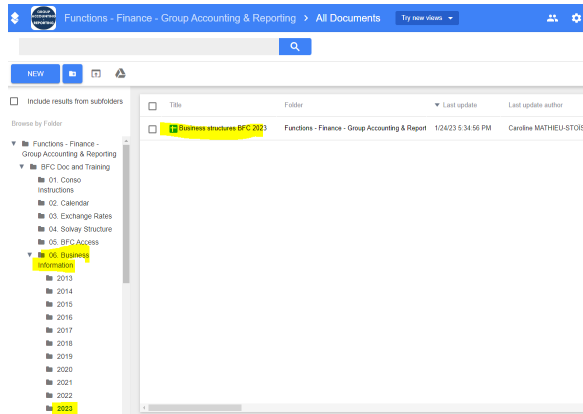 GROUP ACCOUNTING REPORTING
Functions - Finance - Group Accounting & Reporting > All Documents
Try new views
NEW
Include results from subfolders
Title
Folder
Last update
Last update author
Browse by Folder
Business structures BFC 2023
Functions - Finance - Group Accounting & Report
1/24/23 5:34:56 PM
Caroline MATHIEU-STOÏS
Functions - Finance -
Group Accounting & Reporting
BFC Doc and Training
01. Conso
Instructions
02. Calendar
03. Exchange Rates
04. Solvay Structure
05. BFC Access
06. Business
Information
2013
2014
2015
2016
2017
2018
2019
2020
2021
2022
2023